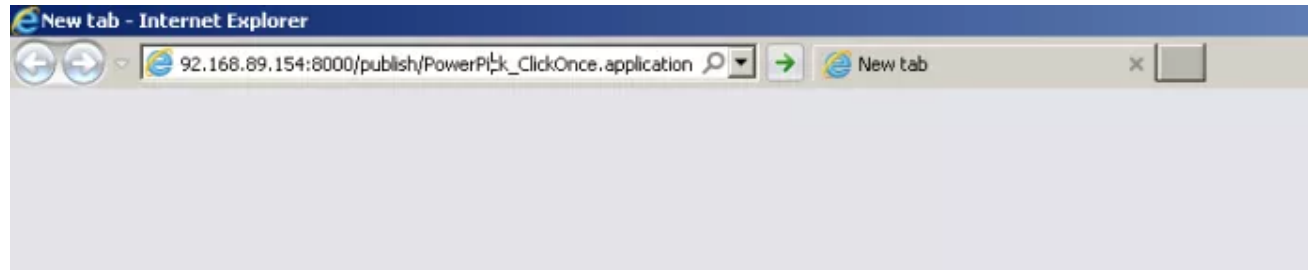 New tab - Internet Explorer
92.168.89.154:8000/publish/PowerPick_ClickOnce.application
New tab